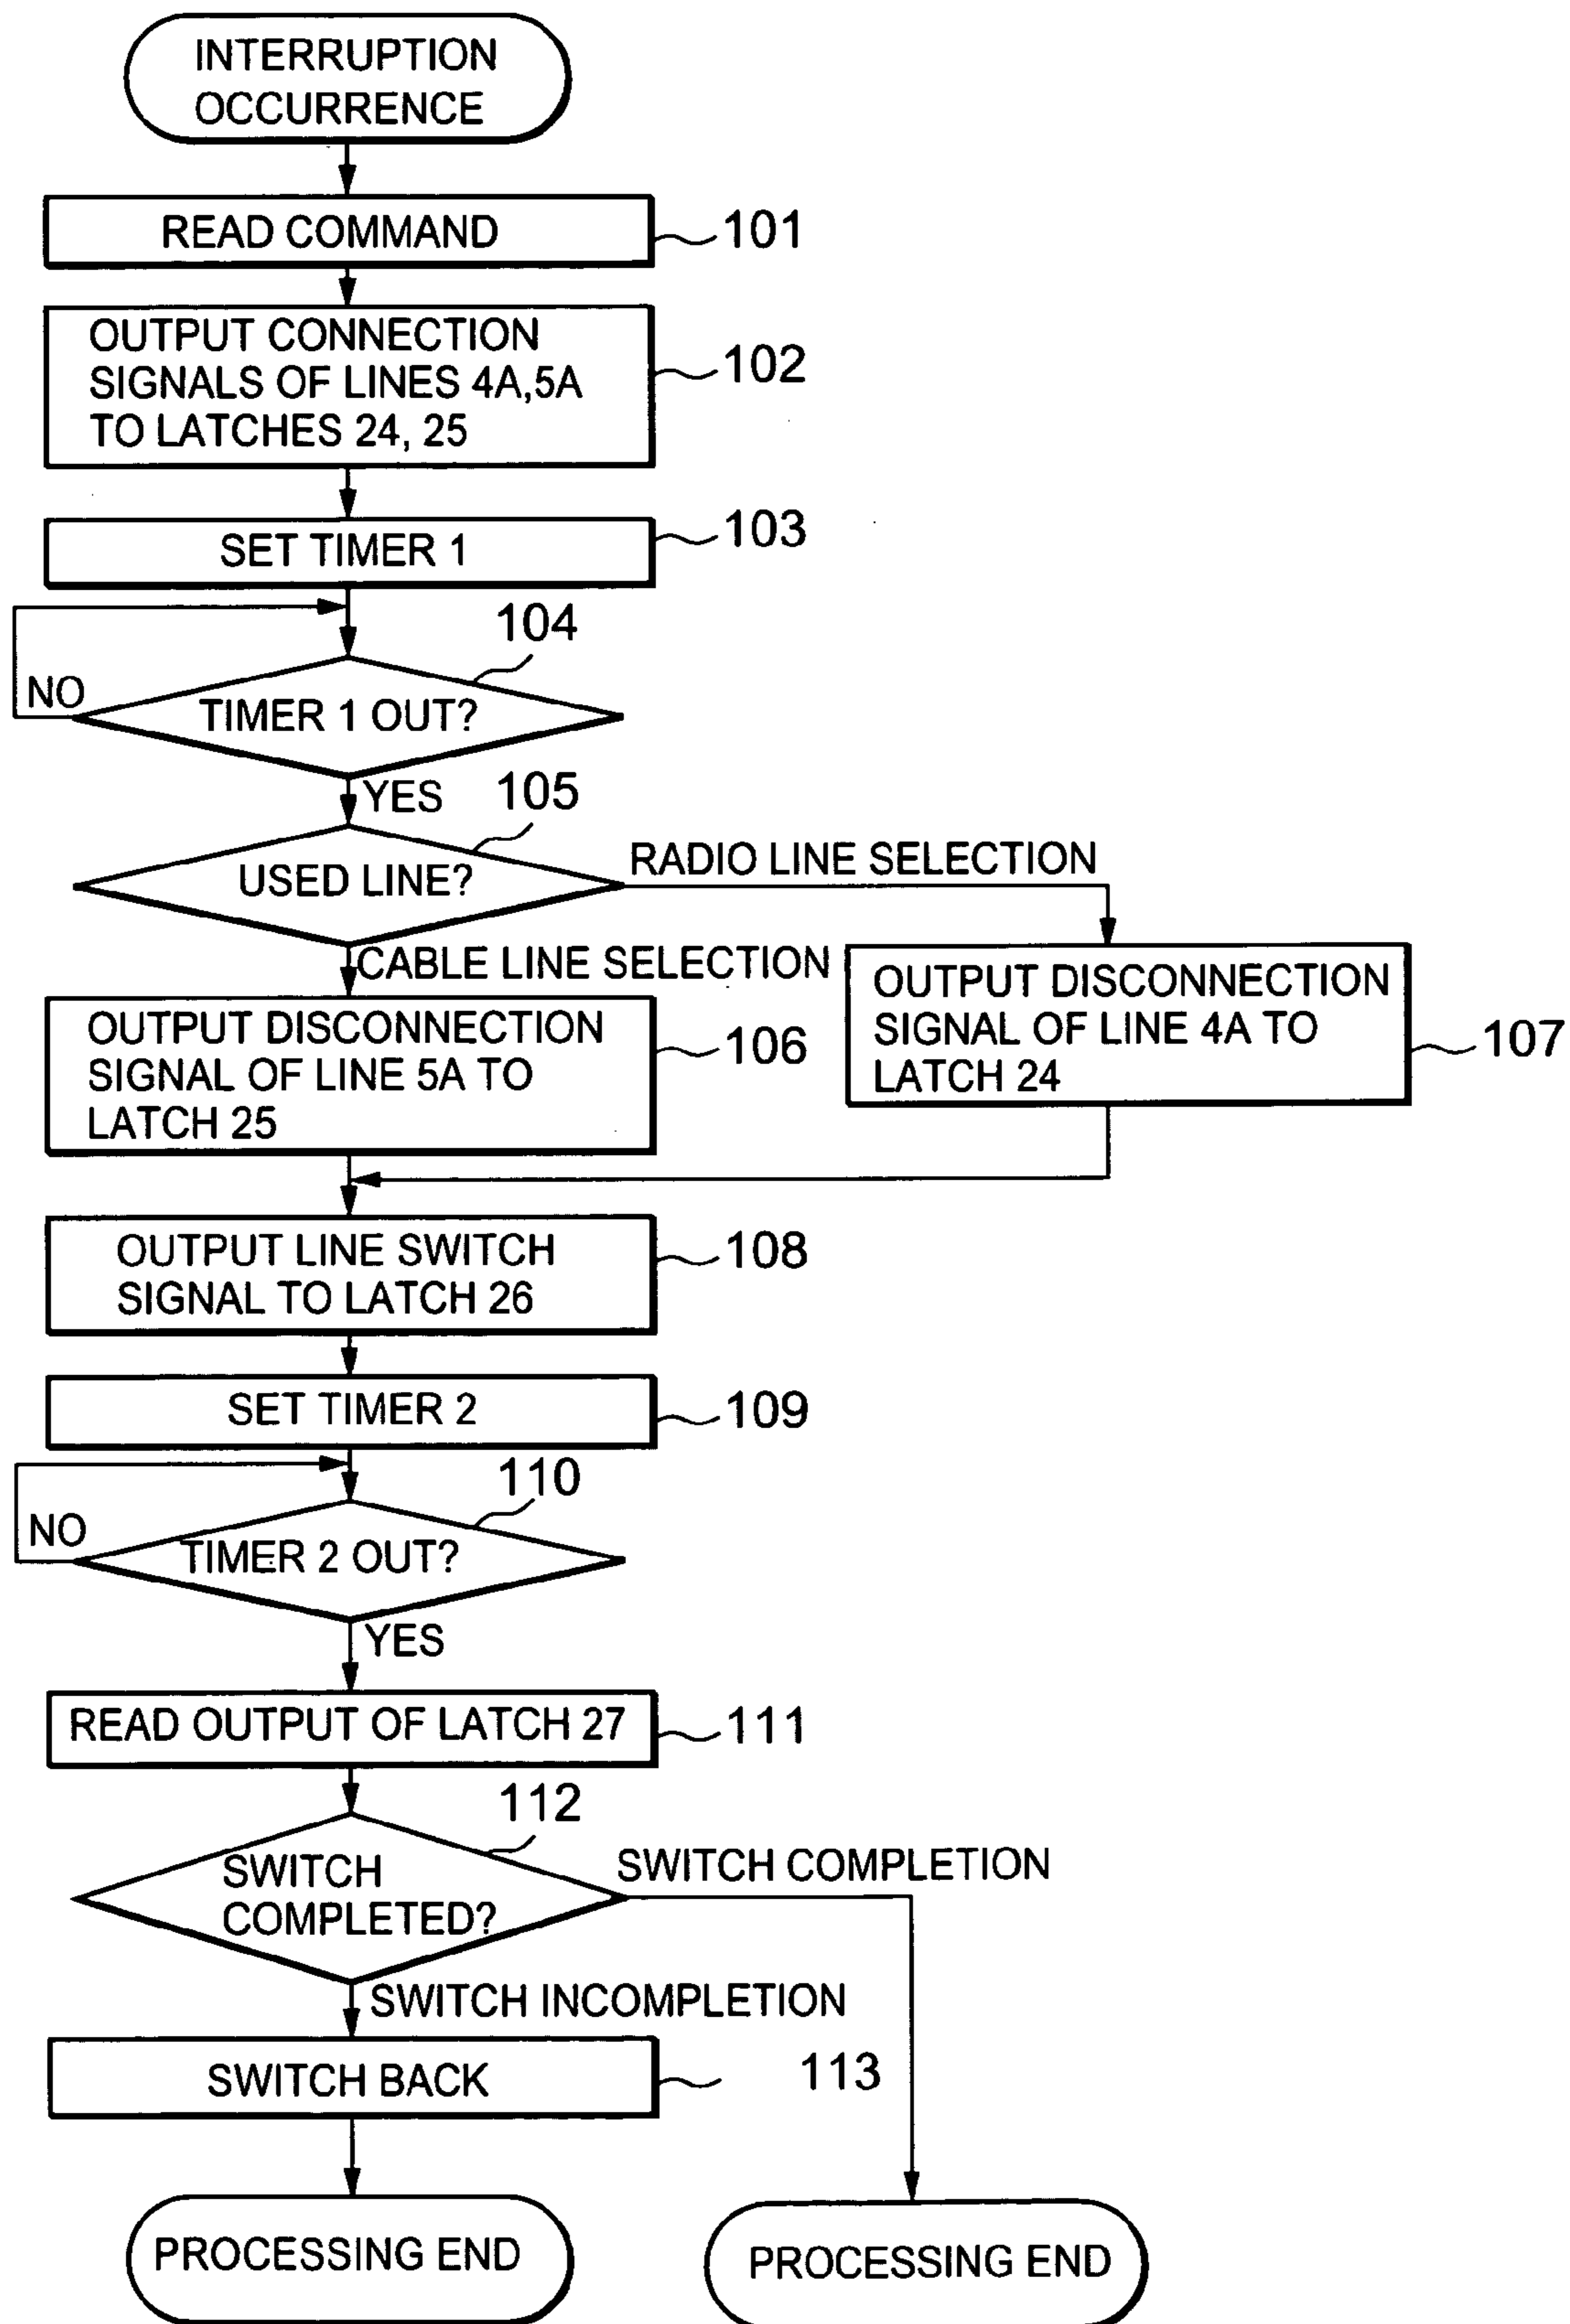 INTERRUPTION
OCCURRENCE
READ COMMAND
101
OUTPUT CONNECTION
SIGNALS OF LINES 4A,5A
TO LATCHES 24, 25
102
SET TIMER 1
103
104
NO
TIMER 1 OUT?
YES
105
USED LINE?
RADIO LINE SELECTION
CABLE LINE SELECTION
OUTPUT DISCONNECTION
SIGNAL OF LINE 5A TO
LATCH 25
106
OUTPUT DISCONNECTION
SIGNAL OF LINE 4A TO
LATCH 24
107
OUTPUT LINE SWITCH
SIGNAL TO LATCH 26
108
SET TIMER 2
109
110
NO
TIMER 2 OUT?
YES
READ OUTPUT OF LATCH 27
111
112
SWITCH
COMPLETED?
SWITCH COMPLETION
SWITCH INCOMPLETION
SWITCH BACK
113
PROCESSING END
PROCESSING END